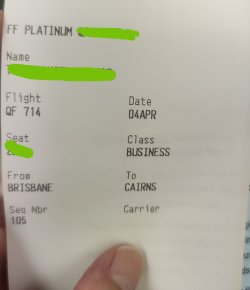 FF PLATINUM
Name
Flight Date
QF 714 04APR
Seat Class
BUSINESS
From To
BRISBANE CAIRNS
Seq Nbr Carrier
105